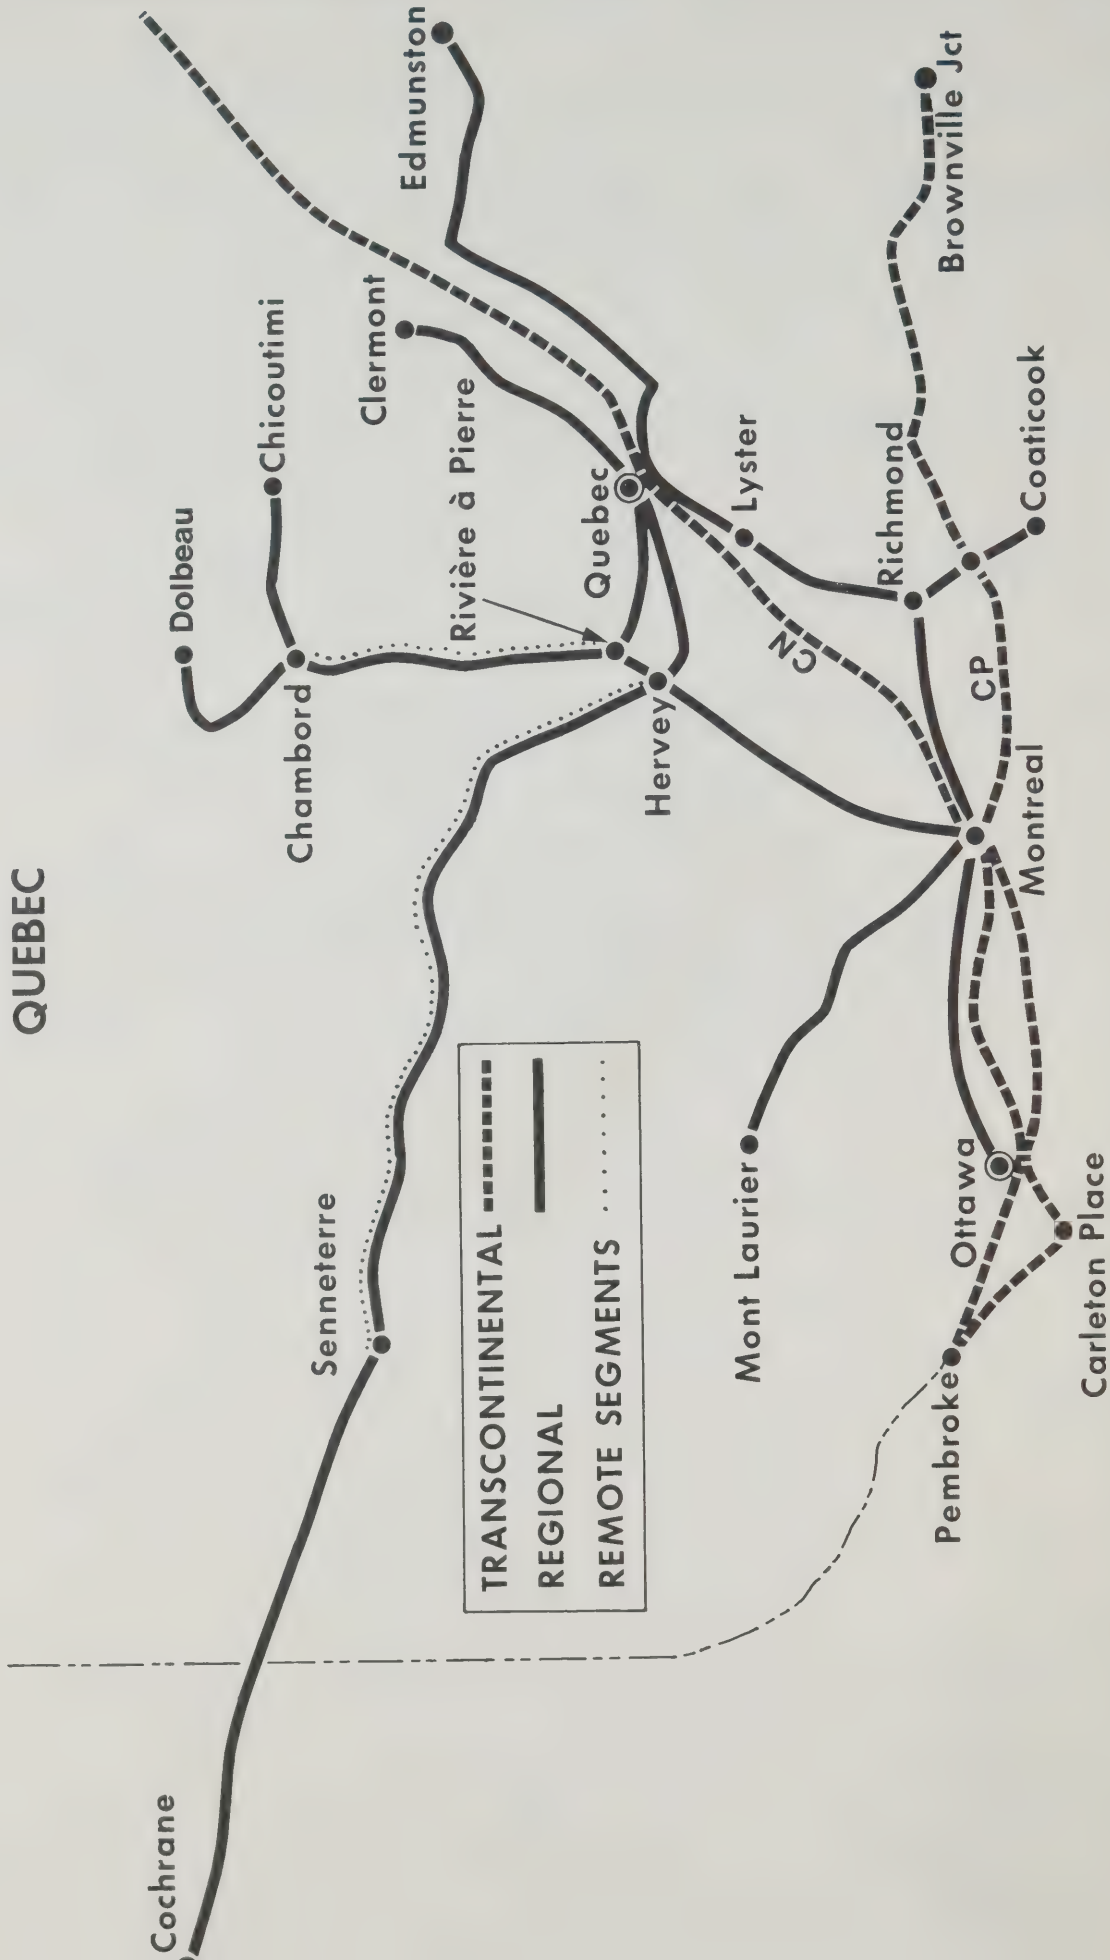 QUEBEC
Cochrane
Senneterre
Dolbeau
Chambord
Chicoutimi
Clermont
Edmunston
Rivière à Pierre
Quebec
Hervey
Lyster
CN
TRANSCONTINENTAL
REGIONAL
REMOTE SEGMENTS
Mont Laurier
Richmond
Brownville Jct
Coaticook
CP
Montreal
Ottawa
Pembroke
Carleton Place